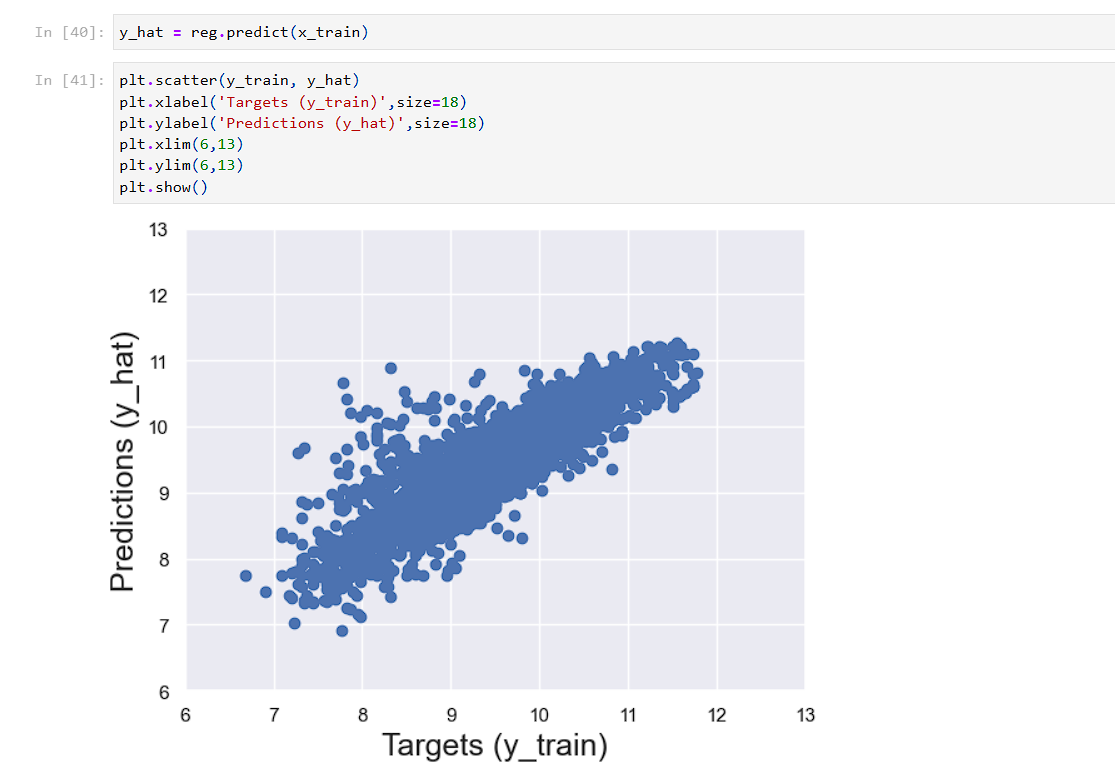 In [40]: y_hat = reg.predict(x_train)
In [41]: plt.scatter(y_train, y_hat)
plt.xlabel('Targets (y_train)',size=18)
plt.ylabel('Predictions (y_hat)',size=18)
plt.xlim(6,13)
plt.ylim(6,13)
plt.show()
13
12
11
10
9
8
7
6
Predictions (y_hat)
6 7 8 9 10 11 12 13
Targets (y_train)